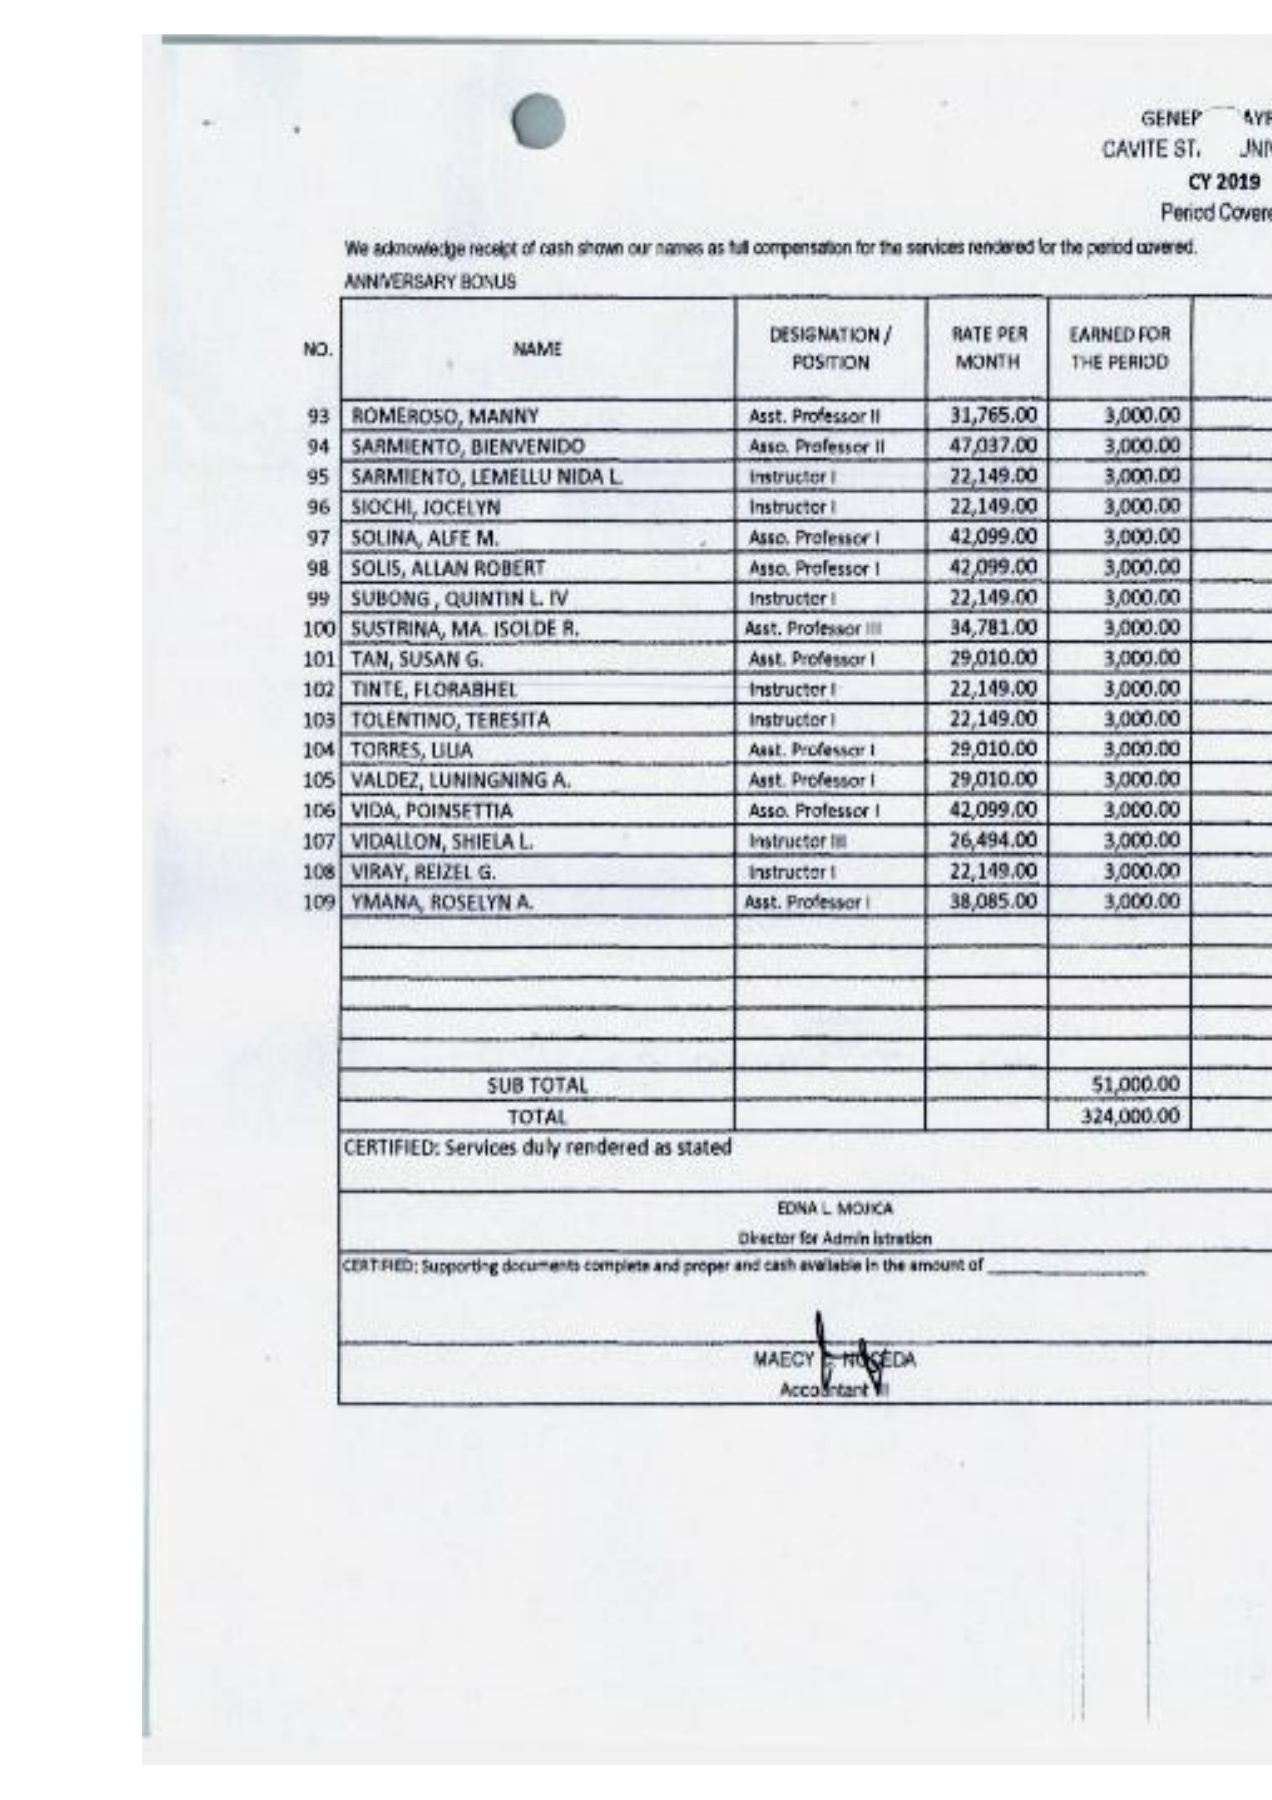 GENER AYR
CAVITE ST. UNIV
CY 2019
Period Covere
We acknowledge receipt of cash shown our names as full compensation for the services rendered for the period covered.
ANNIVERSARY BONUS
NO. NAME DESIGNATION / POSITION RATE PER MONTH EARNED FOR THE PERIOD
93 ROMEROSO, MANNY Asst. Professor II 31,765.00 3,000.00
94 SARMIENTO, BIENVENIDO Asso. Professor II 47,037.00 3,000.00
95 SARMIENTO, LEMELLU NIDA L. Instructor I 22,149.00 3,000.00
96 SIOCHI, JOCELYN Instructor I 22,149.00 3,000.00
97 SOLINA, ALFE M. Asso. Professor I 42,099.00 3,000.00
98 SOLIS, ALLAN ROBERT Asso. Professor I 42,099.00 3,000.00
99 SUBONG , QUINTIN L. IV Instructor I 22,149.00 3,000.00
100 SUSTRINA, MA. ISOLDE R. Asst. Professor III 34,781.00 3,000.00
101 TAN, SUSAN G. Asst. Professor I 29,010.00 3,000.00
102 TINTE, FLORABHEL Instructor I 22,149.00 3,000.00
103 TOLENTINO, TERESITA Instructor I 22,149.00 3,000.00
104 TORRES, LILIA Asst. Professor I 29,010.00 3,000.00
105 VALDEZ, LUNINGNING A. Asst. Professor I 29,010.00 3,000.00
106 VIDA, POINSETTIA Asso. Professor I 42,099.00 3,000.00
107 VIDALLON, SHIELA L. Instructor III 26,494.00 3,000.00
108 VIRAY, REIZEL G. Instructor I 22,149.00 3,000.00
109 YMANA, ROSELYN A. Asst. Professor I 38,085.00 3,000.00
SUB TOTAL 51,000.00
TOTAL 324,000.00
CERTIFIED: Services duly rendered as stated
EDNA L. MOJICA
Director for Admin istration
CERTIFIED: Supporting documents complete and proper and cash available in the amount of
MAECY NOCEDA
Accountant III